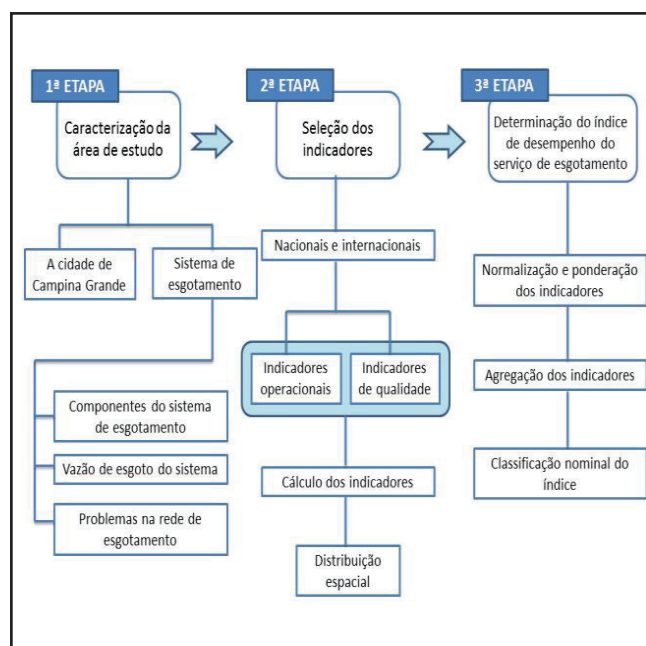 1ª ETAPA
Caracterização da
área de estudo
A cidade de
Campina Grande
Sistema de
esgotamento
Componentes do sistema
de esgotamento
Vazão de esgoto do sistema
Problemas na rede de
esgotamento
2ª ETAPA
Seleção dos
indicadores
Nacionais e internacionais
Indicadores
operacionais
Indicadores
de qualidade
Cálculo dos indicadores
Distribuição
espacial
3ª ETAPA
Determinação do índice
de desempenho do
serviço de esgotamento
Normalização e ponderação
dos indicadores
Agregação dos indicadores
Classificação nominal do
índice